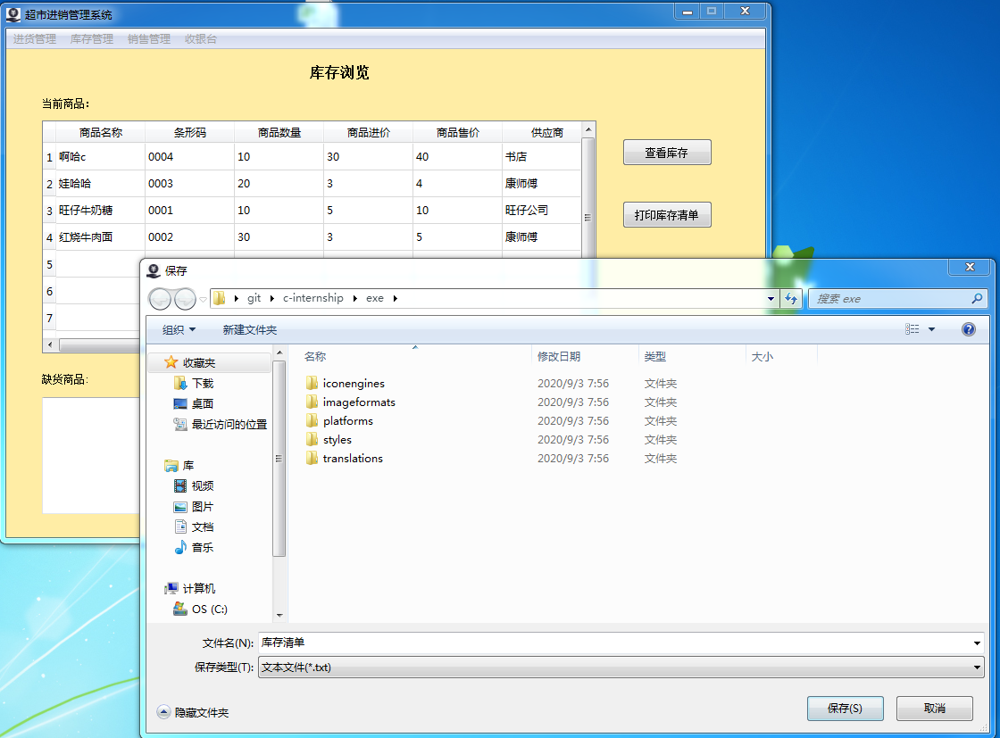 超市进销管理系统
进货管理 库存管理 销售管理 收银台
库存浏览
当前商品：
商品名称 条形码 商品数量 商品进价 商品售价 供应商
1 啊哈c 0004 10 30 40 书店
2 娃哈哈 0003 20 3 4 康师傅
3 旺仔牛奶糖 0001 10 5 10 旺仔公司
4 红烧牛肉面 0002 30 3 5 康师傅
5
6
7
查看库存
打印库存清单
缺货商品：
保存
git c-internship exe
搜索 exe
组织 新建文件夹
收藏夹
下载
桌面
最近访问的位置
库
视频
图片
文档
音乐
计算机
OS (C:)
名称 修改日期 类型 大小
iconengines 2020/9/3 7:56 文件夹
imageformats 2020/9/3 7:56 文件夹
platforms 2020/9/3 7:56 文件夹
styles 2020/9/3 7:56 文件夹
translations 2020/9/3 7:56 文件夹
文件名(N): 库存清单
保存类型(T): 文本文件(*.txt)
隐藏文件夹
保存(S) 取消